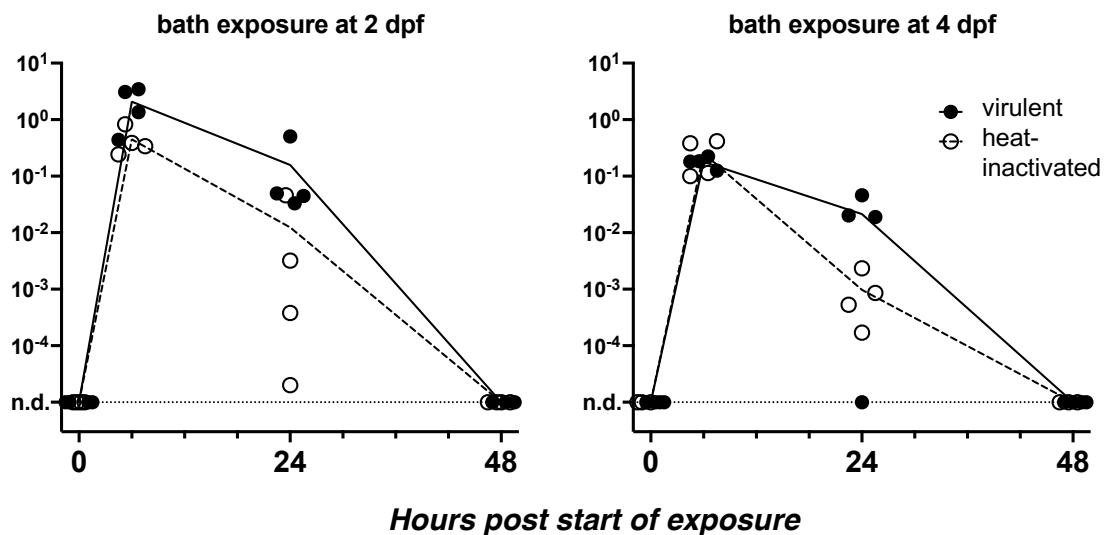 bath exposure at 2 dpf
10¹
10⁰
10⁻¹
10⁻²
10⁻³
10⁻⁴
n.d.
0 24 48
bath exposure at 4 dpf
10¹
10⁰
10⁻¹
10⁻²
10⁻³
10⁻⁴
n.d.
0 24 48
virulent
heat-
inactivated
Hours post start of exposure